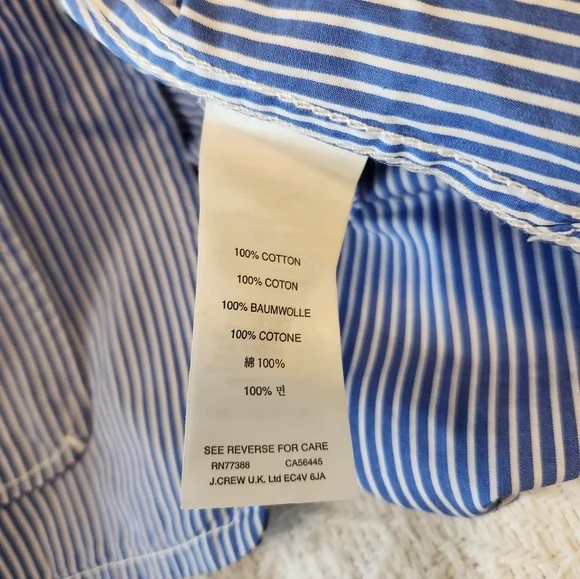 100% COTTON
100% COTON
100% BAUMWOLLE
100% COTONE
綿 100%
100% 면
SEE REVERSE FOR CARE
RN77388 CA56445
J.CREW U.K. Ltd EC4V 6JA